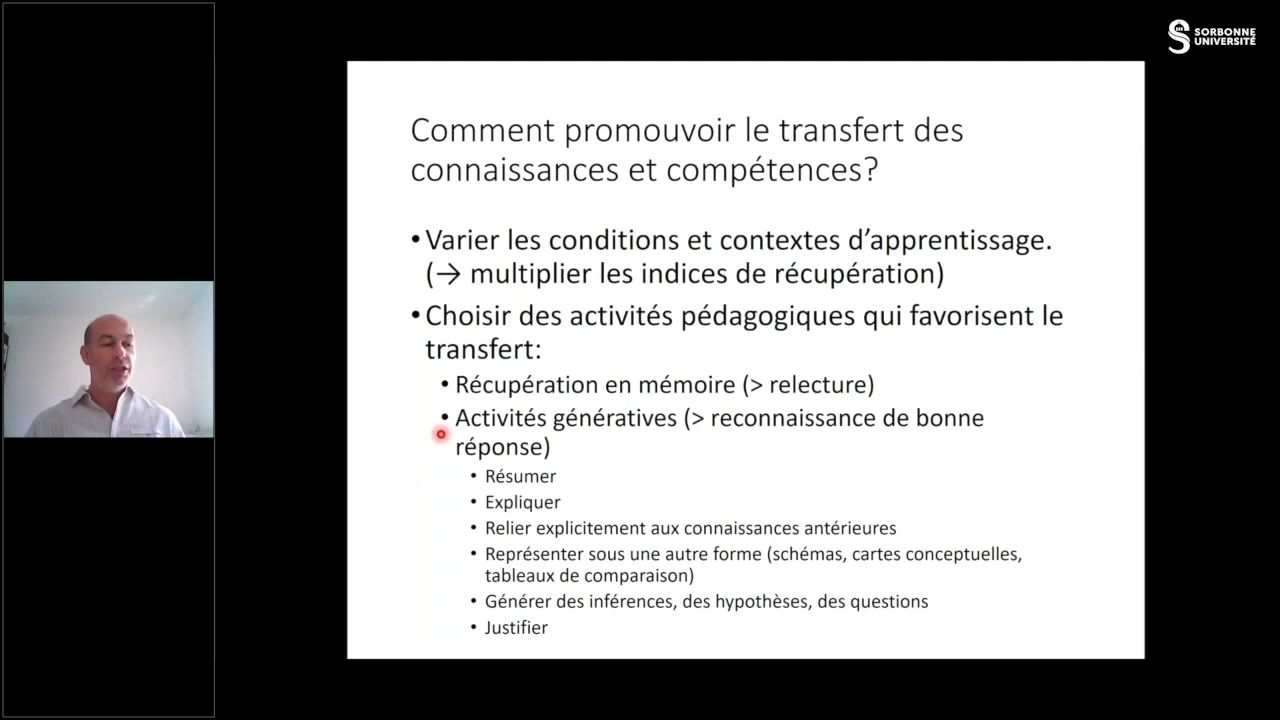 SORBONNE
UNIVERSITÉ
Comment promouvoir le transfert des
connaissances et compétences?
•Varier les conditions et contextes d’apprentissage.
(→ multiplier les indices de récupération)
•Choisir des activités pédagogiques qui favorisent le
transfert:
•Récupération en mémoire (> relecture)
•Activités génératives (> reconnaissance de bonne
réponse)
•Résumer
•Expliquer
•Relier explicitement aux connaissances antérieures
•Représenter sous une autre forme (schémas, cartes conceptuelles,
tableaux de comparaison)
•Générer des inférences, des hypothèses, des questions
•Justifier